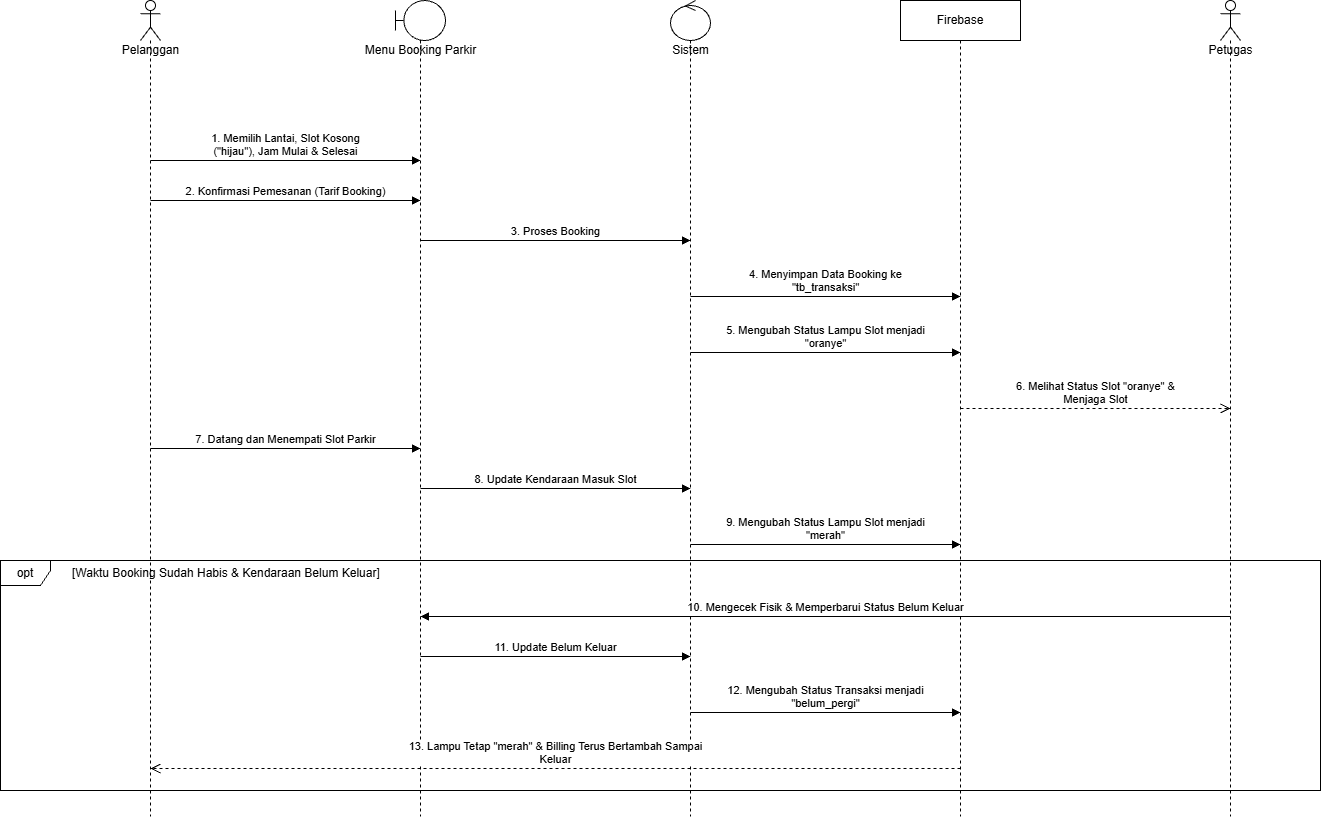 Pelanggan
Menu Booking Parkir
Sistem
Firebase
Petugas
1. Memilih Lantai, Slot Kosong
("hijau"), Jam Mulai & Selesai
2. Konfirmasi Pemesanan (Tarif Booking)
3. Proses Booking
4. Menyimpan Data Booking ke
"tb_transaksi"
5. Mengubah Status Lampu Slot menjadi
"oranye"
6. Melihat Status Slot "oranye" &
Menjaga Slot
7. Datang dan Menempati Slot Parkir
8. Update Kendaraan Masuk Slot
9. Mengubah Status Lampu Slot menjadi
"merah"
opt
[Waktu Booking Sudah Habis & Kendaraan Belum Keluar]
10. Mengecek Fisik & Memperbarui Status Belum Keluar
11. Update Belum Keluar
12. Mengubah Status Transaksi menjadi
"belum_pergi"
13. Lampu Tetap "merah" & Billing Terus Bertambah Sampai
Keluar